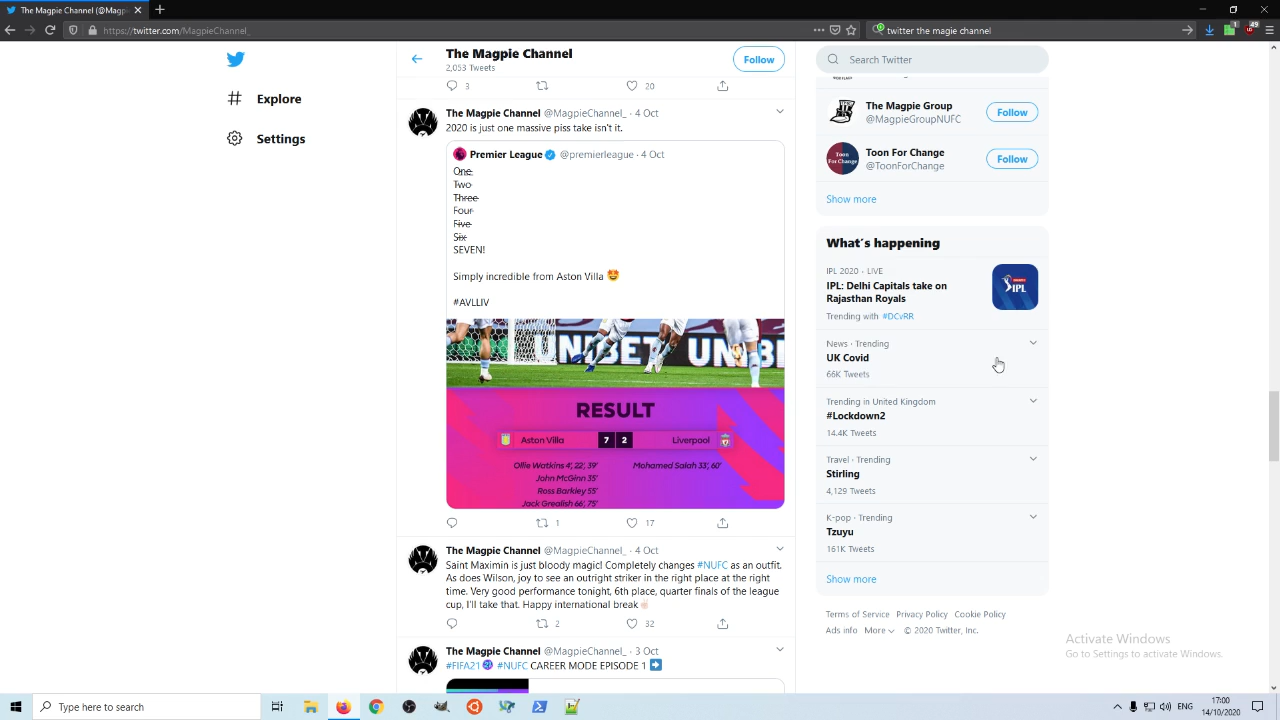 The Magpie Channel (@Magpie
https://twitter.com/MagpieChannel_
twitter the magie channel
1
49
Explore
Settings
The Magpie Channel
2,053 Tweets
Follow
3
20
The Magpie Channel @MagpieChannel_ · 4 Oct
2020 is just one massive piss take isn't it.
Premier League @premierleague · 4 Oct
One
Two
Three
Four
Five
Six
SEVEN!
Simply incredible from Aston Villa 🤩
#AVLLIV
UNIBET UNIBE
RESULT
Aston Villa 7 2 Liverpool
Ollie Watkins 4', 22', 39' Mohamed Salah 33', 60'
John McGinn 35'
Ross Barkley 55'
Jack Grealish 66', 75'
1
17
The Magpie Channel @MagpieChannel_ · 4 Oct
Saint Maximin is just bloody magic! Completely changes #NUFC as an outfit.
As does Wilson, joy to see an outright striker in the right place at the right
time. Very good performance tonight, 6th place, quarter finals of the league
cup, I'll take that. Happy international break
2
32
The Magpie Channel @MagpieChannel_ · 3 Oct
#FIFA21 #NUFC CAREER MODE EPISODE 1 ➡
Search Twitter
The Magpie Group
@MagpieGroupNUFC
Follow
Toon For Change
Toon For Change
@ToonForChange
Follow
Show more
What's happening
IPL 2020 · LIVE
IPL: Delhi Capitals take on
Rajasthan Royals
Trending with #DCvRR
IPL
News · Trending
UK Covid
66K Tweets
Trending in United Kingdom
#Lockdown2
14.4K Tweets
Travel · Trending
Stirling
4,129 Tweets
K-pop · Trending
Tzuyu
161K Tweets
Show more
Terms of Service Privacy Policy Cookie Policy
Ads info More © 2020 Twitter, Inc.
Activate Windows
Go to Settings to activate Windows.
Type here to search
17:00
14/10/2020